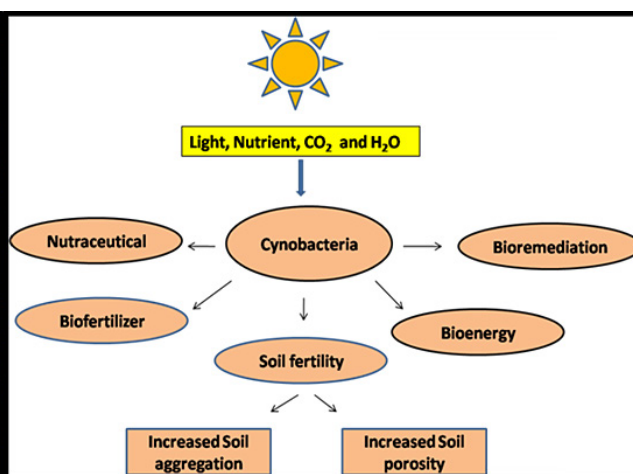 Light, Nutrient, CO₂ and H₂O
Nutraceutical
Cynobacteria
Bioremediation
Biofertilizer
Bioenergy
Soil fertility
Increased Soil
aggregation
Increased Soil
porosity